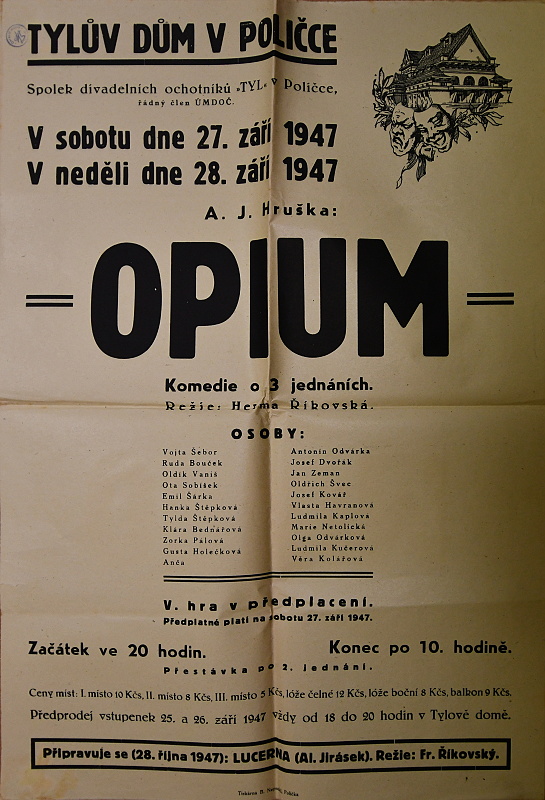 TYLŮV DŮM V POLIČCE
Spolek divadelních ochotníků „TYL“ v Poličce,
řádný člen ÚMDOČ.
V sobotu dne 27. září 1947
V neděli dne 28. září 1947
A. J. Hruška:
OPIUM
Komedie o 3 jednáních.
Režie: Herma Říkovská.
OSOBY:
Vojta Šebor Antonín Odvárka
Ruda Bouček Josef Dvořák
Oldík Vaniš Jan Zeman
Ota Sobíšek Oldřich Švec
Emil Šárka Josef Kovář
Hanka Štěpková Vlasta Havranová
Tylda Štěpková Ludmila Kaplová
Klára Bednářová Marie Netolická
Zorka Pálová Olga Odvárková
Gusta Holečková Ludmila Kučerová
Anča Věra Kolářová
V. hra v předplacení.
Předplatné platí na sobotu 27. září 1947.
Začátek ve 20 hodin. Konec po 10. hodině.
Přestávka po 2. jednání.
Ceny míst: I. místo 10 Kčs, II. místo 8 Kčs, III. místo 5 Kčs, lóže čelné 12 Kčs, lóže boční 8 Kčs, balkon 9 Kčs.
Předprodej vstupenek 25. a 26. září 1947 vždy od 18 do 20 hodin v Tylově domě.
Připravuje se (28. října 1947): LUCERNA (Al. Jirásek). Režie: Fr. Říkovský.
Tiskárna B. Polička